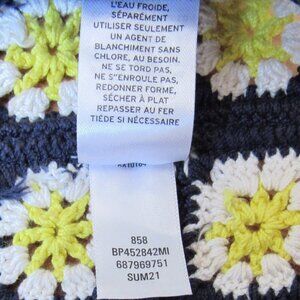 L'EAU FROIDE,
SÉPARÉMENT
UTILISER SEULEMENT
UN AGENT DE
BLANCHIMENT SANS
CHLORE, AU BESOIN.
NE SE TORD PAS,
NE S"ENROULE PAS,
REDONNER FORME,
SÉCHER À PLAT
REPASSER AU FER
TIÈDE SI NÉCESSAIRE
858
BP452842MI
687969751
SUM21